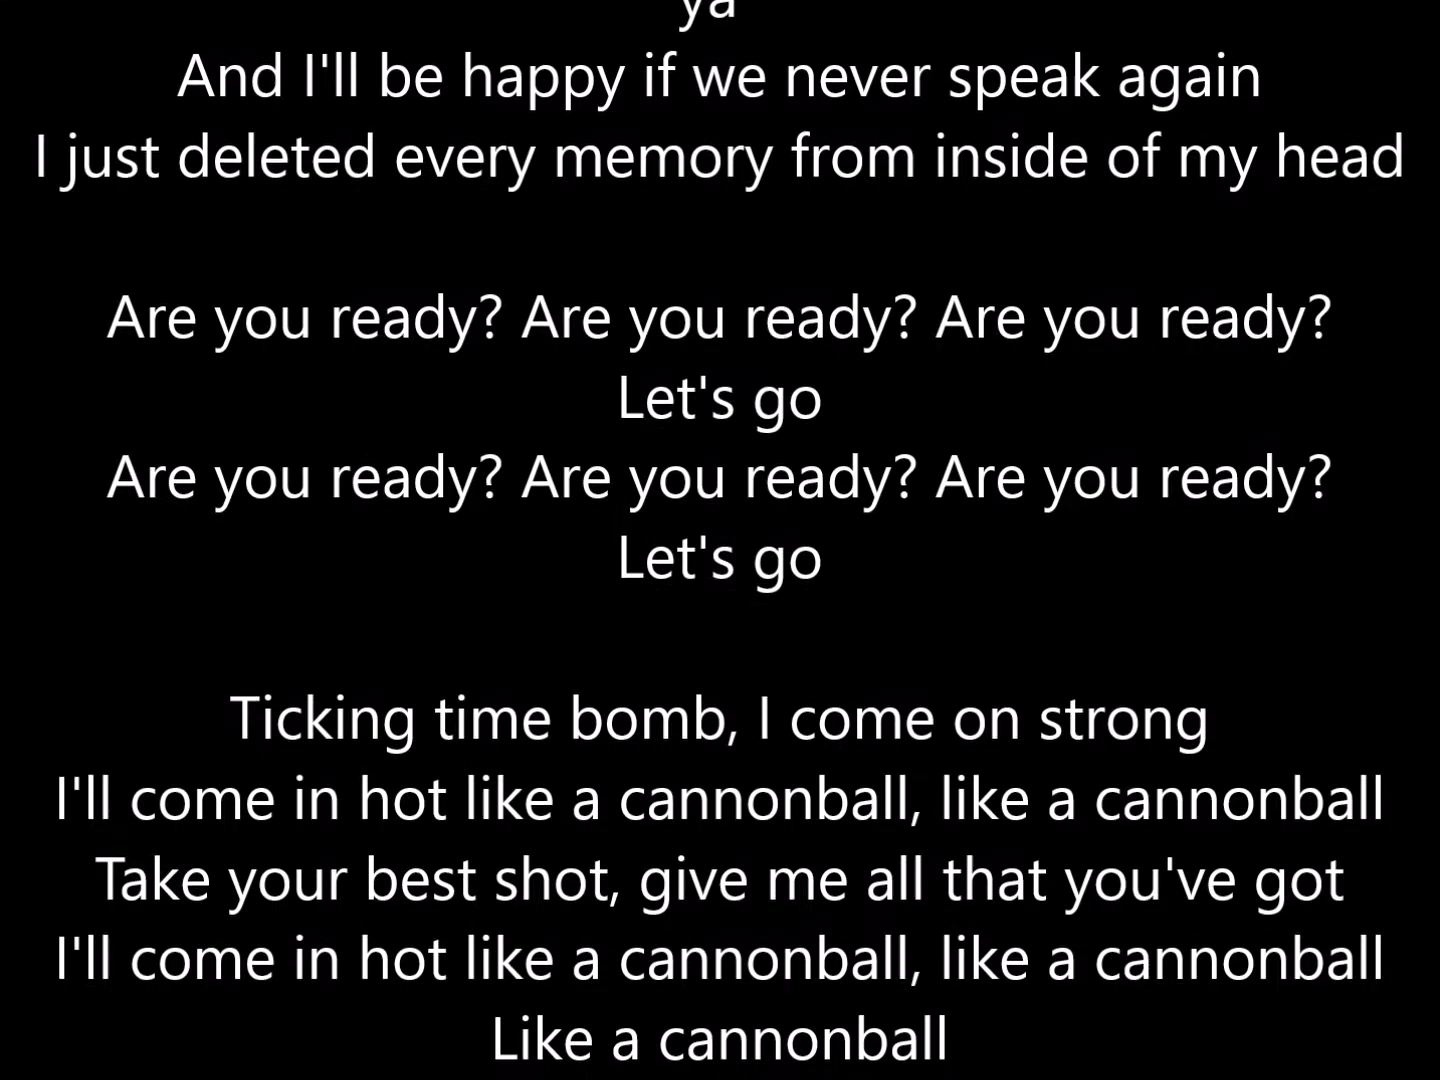 ya
And I'll be happy if we never speak again
I just deleted every memory from inside of my head
Are you ready? Are you ready? Are you ready?
Let's go
Are you ready? Are you ready? Are you ready?
Let's go
Ticking time bomb, I come on strong
I'll come in hot like a cannonball, like a cannonball
Take your best shot, give me all that you've got
I'll come in hot like a cannonball, like a cannonball
Like a cannonball